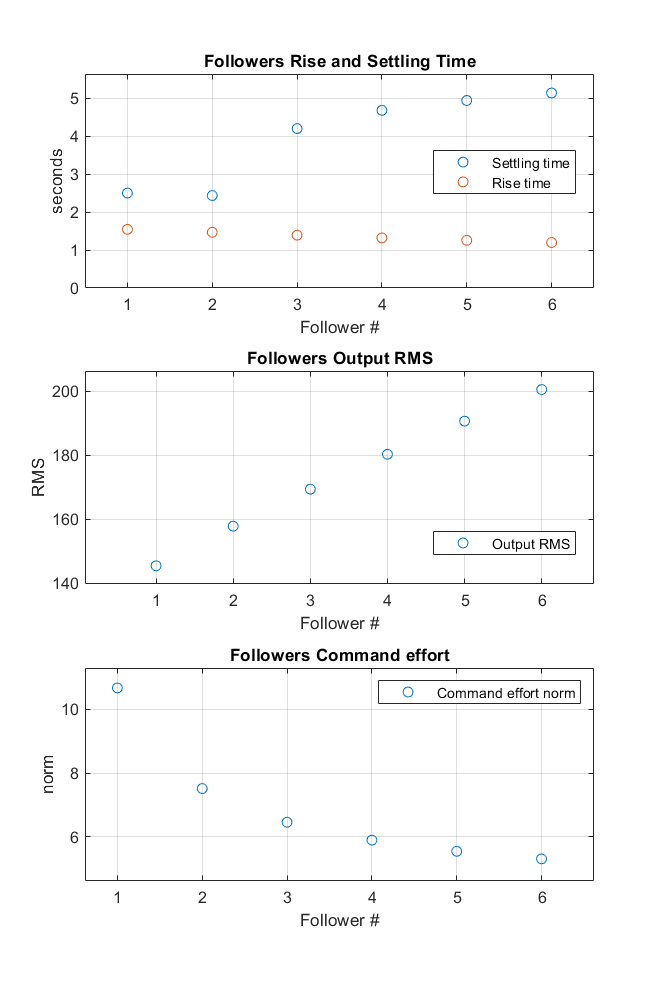 Followers Rise and Settling Time
5
4
3
2
1
0
seconds
Settling time
Rise time
1 2 3 4 5 6
Follower #
Followers Output RMS
200
180
160
140
RMS
Output RMS
1 2 3 4 5 6
Follower #
Followers Command effort
10
8
6
norm
Command effort norm
1 2 3 4 5 6
Follower #